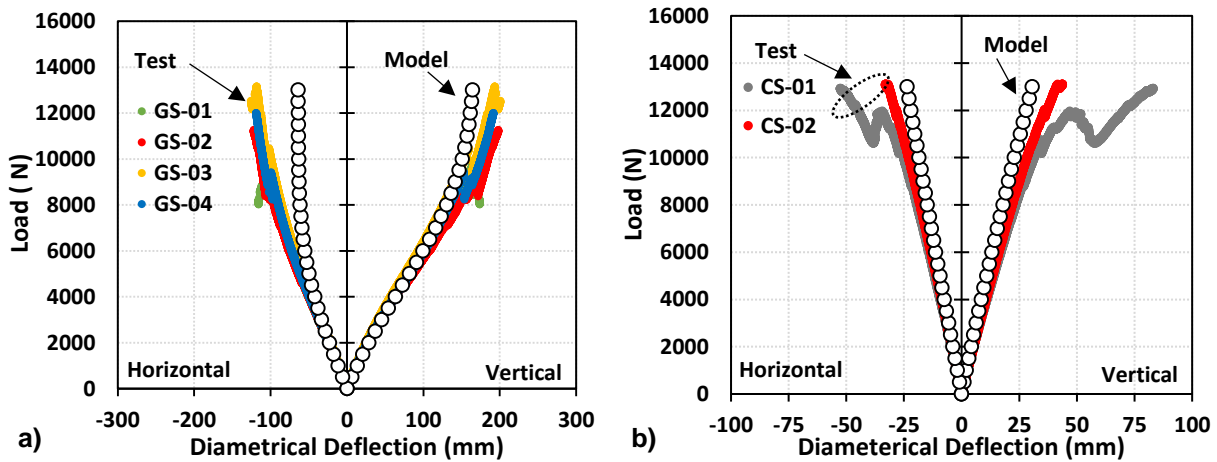 16000
14000
12000
10000
8000
6000
4000
2000
0
Load ( N)
Test
Model
GS-01
GS-02
GS-03
GS-04
Horizontal
Vertical
-300 -200 -100 0 100 200 300
a) Diametrical Deflection (mm)
16000
14000
12000
10000
8000
6000
4000
2000
0
Load (N)
Test
Model
CS-01
CS-02
Horizontal
Vertical
-100 -75 -50 -25 0 25 50 75 100
b) Diameterical Deflection (mm)